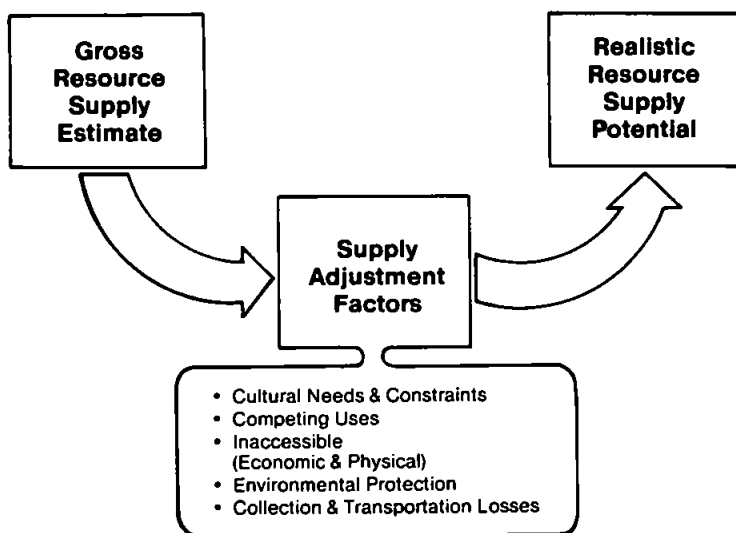 Gross
Resource
Supply
Estimate
Realistic
Resource
Supply
Potential
Supply
Adjustment
Factors
• Cultural Needs & Constraints
• Competing Uses
• Inaccessible
(Economic & Physical)
• Environmental Protection
• Collection & Transportation Losses